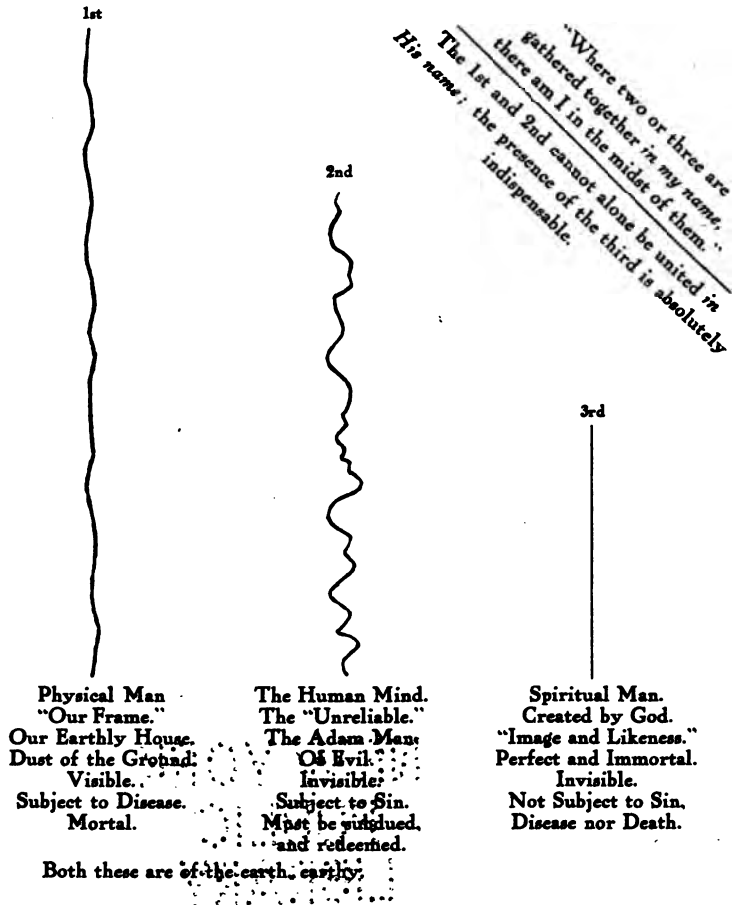 1st
"Where two or three are
gathered together in my name,
there am I in the midst of them."
The 1st and 2nd cannot alone be united in
His name; the presence of the third is absolutely
indispensable.
2nd
3rd
Physical Man
"Our Frame."
Our Earthly House.
Dust of the Ground.
Visible.
Subject to Disease.
Mortal.
The Human Mind.
The "Unreliable."
The Adam Man.
Of Evil.
Invisible.
Subject to Sin.
Must be subdued,
and redeemed.
Both these are of the earth, earthy.
Spiritual Man.
Created by God.
"Image and Likeness."
Perfect and Immortal.
Invisible.
Not Subject to Sin,
Disease nor Death.